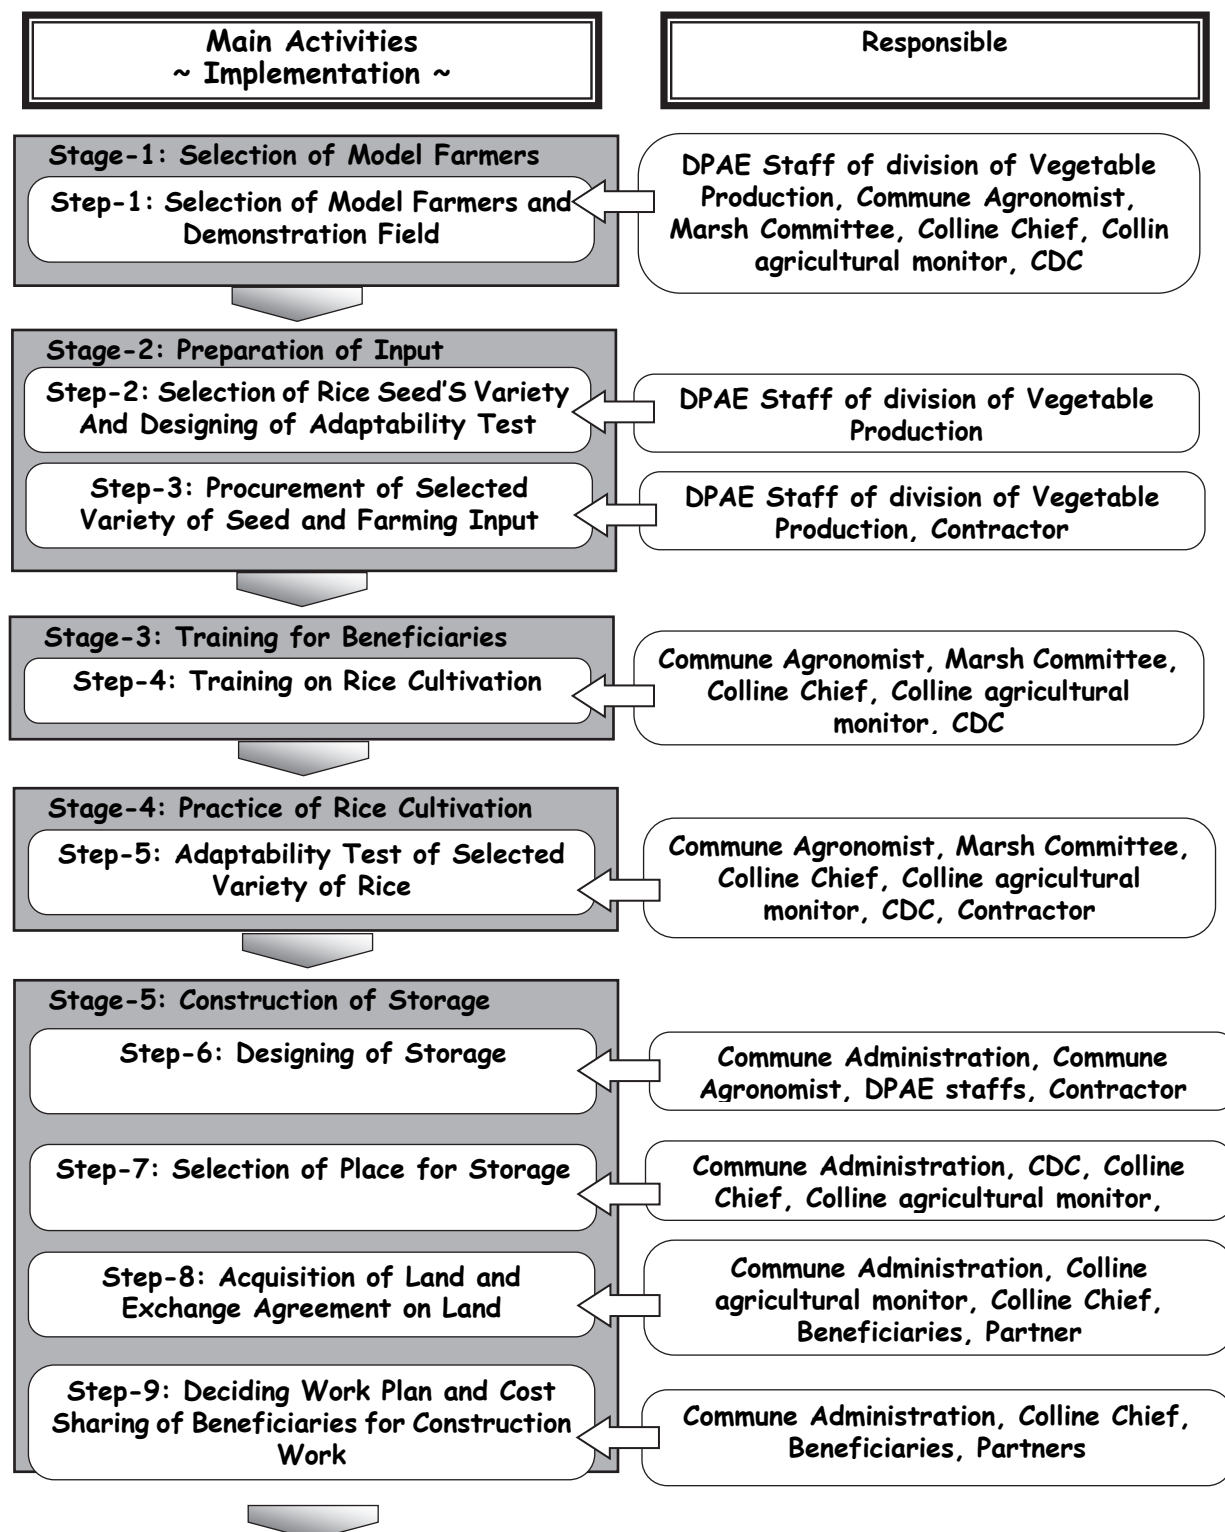 Main Activities
~ Implementation ~
Responsible
Stage-1: Selection of Model Farmers
Step-1: Selection of Model Farmers and
Demonstration Field
DPAE Staff of division of Vegetable
Production, Commune Agronomist,
Marsh Committee, Colline Chief, Collin
agricultural monitor, CDC
Stage-2: Preparation of Input
Step-2: Selection of Rice Seed'S Variety
And Designing of Adaptability Test
DPAE Staff of division of Vegetable
Production
Step-3: Procurement of Selected
Variety of Seed and Farming Input
DPAE Staff of division of Vegetable
Production, Contractor
Stage-3: Training for Beneficiaries
Step-4: Training on Rice Cultivation
Commune Agronomist, Marsh Committee,
Colline Chief, Colline agricultural
monitor, CDC
Stage-4: Practice of Rice Cultivation
Step-5: Adaptability Test of Selected
Variety of Rice
Commune Agronomist, Marsh Committee,
Colline Chief, Colline agricultural
monitor, CDC, Contractor
Stage-5: Construction of Storage
Step-6: Designing of Storage
Commune Administration, Commune
Agronomist, DPAE staffs, Contractor
Step-7: Selection of Place for Storage
Commune Administration, CDC, Colline
Chief, Colline agricultural monitor,
Step-8: Acquisition of Land and
Exchange Agreement on Land
Commune Administration, Colline
agricultural monitor, Colline Chief,
Beneficiaries, Partner
Step-9: Deciding Work Plan and Cost
Sharing of Beneficiaries for Construction
Work
Commune Administration, Colline Chief,
Beneficiaries, Partners